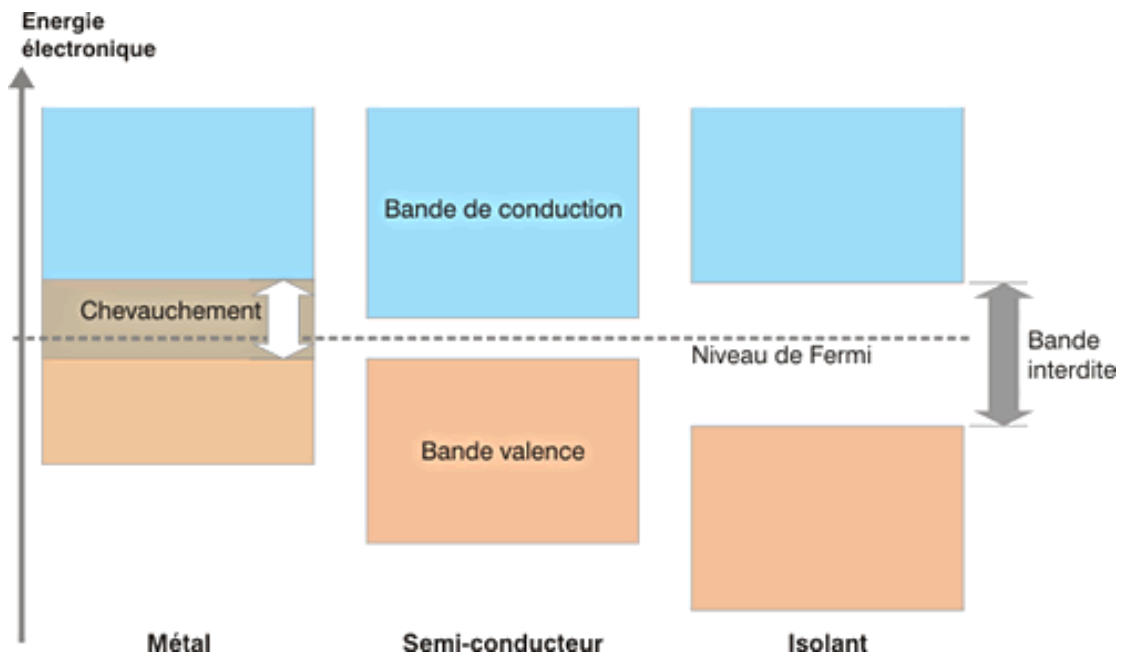 Energie
électronique
Bande de conduction
Chevauchement
Niveau de Fermi
Bande
interdite
Bande valence
Métal
Semi-conducteur
Isolant